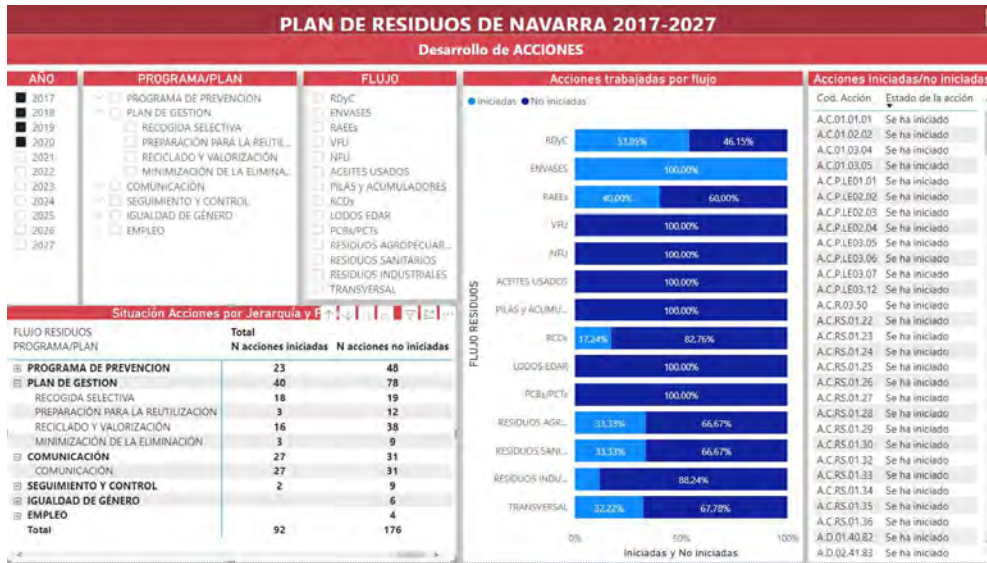 PLAN DE RESIDUOS DE NAVARRA 2017-2027
Desarrollo de ACCIONES
AÑO
2017
2018
2019
2020
2021
2022
2023
2024
2025
2026
2027
PROGRAMA/PLAN
PROGRAMA DE PREVENCIÓN
PLAN DE GESTION
RECOGIDA SELECTIVA
PREPARACIÓN PARA LA REUTIL...
RECICLADO Y VALORIZACIÓN
MINIMIZACIÓN DE LA ELIMINA...
COMUNICACIÓN
SEGUIMIENTO Y CONTROL
IGUALDAD DE GÉNERO
EMPLEO
FLUJO
RDyC
ENVASES
RAEEs
VFU
NFU
ACEITES USADOS
PILAS y ACUMULADORES
RCDs
LODOS EDAR
PCBs/PCTs
RESIDUOS AGROPECUAR...
RESIDUOS SANITARIOS
RESIDUOS INDUSTRIALES
TRANSVERSAL
Situación Acciones por Jerarquía y F
FLUJO RESIDUOS Total
PROGRAMA/PLAN N acciones iniciadas N acciones no iniciadas
PROGRAMA DE PREVENCIÓN 23 48
PLAN DE GESTION 40 78
RECOGIDA SELECTIVA 18 19
PREPARACIÓN PARA LA REUTILIZACIÓN 3 12
RECICLADO Y VALORIZACIÓN 16 38
MINIMIZACIÓN DE LA ELIMINACIÓN 3 9
COMUNICACIÓN 27 31
COMUNICACIÓN 27 31
SEGUIMIENTO Y CONTROL 2 9
IGUALDAD DE GÉNERO 6
EMPLEO 4
Total 92 176
Acciones trabajadas por flujo
Iniciadas No iniciadas
FLUJO RESIDUOS
RDyC 53,85% 46,15%
ENVASES 100,00%
RAEEs 40,00% 60,00%
VFU 100,00%
NFU 100,00%
ACEITES USADOS 100,00%
PILAS y ACUMU... 100,00%
RCDs 17,24% 82,76%
LODOS EDAR 100,00%
PCBs/PCTs 100,00%
RESIDUOS AGR... 33,33% 66,67%
RESIDUOS SANI... 33,33% 66,67%
RESIDUOS INDU... 88,24%
TRANSVERSAL 32,22% 67,78%
0% 50% 100%
Iniciadas y No iniciadas
Acciones iniciadas/no iniciadas
Cod. Acción Estado de la acción
A.C.01.01.01 Se ha iniciado
A.C.01.02.02 Se ha iniciado
A.C.01.03.04 Se ha iniciado
A.C.01.03.05 Se ha iniciado
A.C.P.LE01.01 Se ha iniciado
A.C.P.LE02.02 Se ha iniciado
A.C.P.LE02.03 Se ha iniciado
A.C.P.LE02.04 Se ha iniciado
A.C.P.LE03.05 Se ha iniciado
A.C.P.LE03.06 Se ha iniciado
A.C.P.LE03.07 Se ha iniciado
A.C.P.LE03.12 Se ha iniciado
A.C.R.03.50 Se ha iniciado
A.C.RS.01.22 Se ha iniciado
A.C.RS.01.23 Se ha iniciado
A.C.RS.01.24 Se ha iniciado
A.C.RS.01.25 Se ha iniciado
A.C.RS.01.26 Se ha iniciado
A.C.RS.01.27 Se ha iniciado
A.C.RS.01.28 Se ha iniciado
A.C.RS.01.29 Se ha iniciado
A.C.RS.01.30 Se ha iniciado
A.C.RS.01.32 Se ha iniciado
A.C.RS.01.33 Se ha iniciado
A.C.RS.01.34 Se ha iniciado
A.C.RS.01.35 Se ha iniciado
A.C.RS.01.36 Se ha iniciado
A.D.01.40.82 Se ha iniciado
A.D.02.41.83 Se ha iniciado